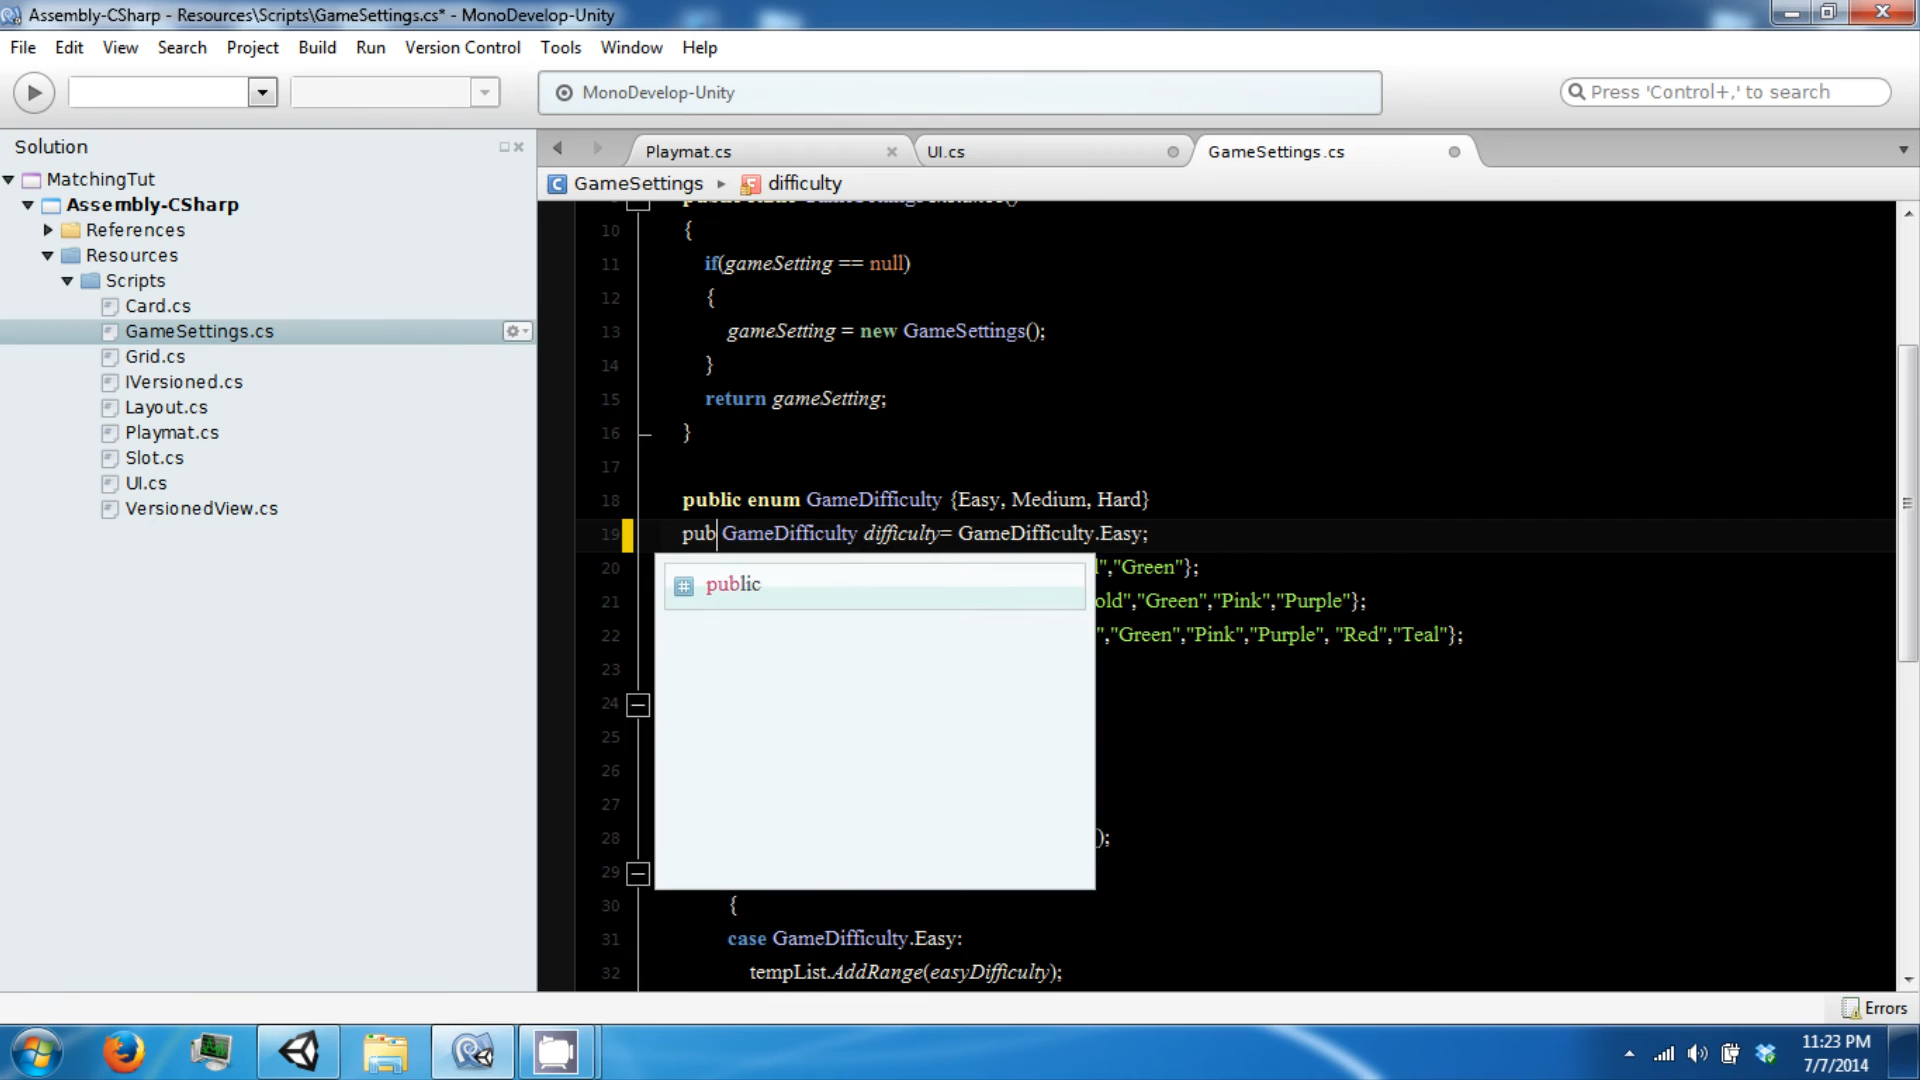 Assembly-CSharp - Resources\Scripts\GameSettings.cs* - MonoDevelop-Unity
File Edit View Search Project Build Run Version Control Tools Window Help
MonoDevelop-Unity
Press 'Control+,' to search
Solution
Playmat.cs UI.cs GameSettings.cs
GameSettings difficulty
MatchingTut
Assembly-CSharp
References
Resources
Scripts
Card.cs
GameSettings.cs
Grid.cs
IVersioned.cs
Layout.cs
Playmat.cs
Slot.cs
UI.cs
VersionedView.cs
10 {
11 if(gameSetting == null)
12 {
13 gameSetting = new GameSettings();
14 }
15 return gameSetting;
16 }
17
18 public enum GameDifficulty {Easy, Medium, Hard}
19 pub GameDifficulty difficulty= GameDifficulty.Easy;
public
20 ","Green"};
21 old","Green","Pink","Purple"};
22 ","Green","Pink","Purple", "Red","Teal"};
23
24
25
26
27
28 );
29
30 {
31 case GameDifficulty.Easy:
32 tempList.AddRange(easyDifficulty);
Errors
11:23 PM
7/7/2014